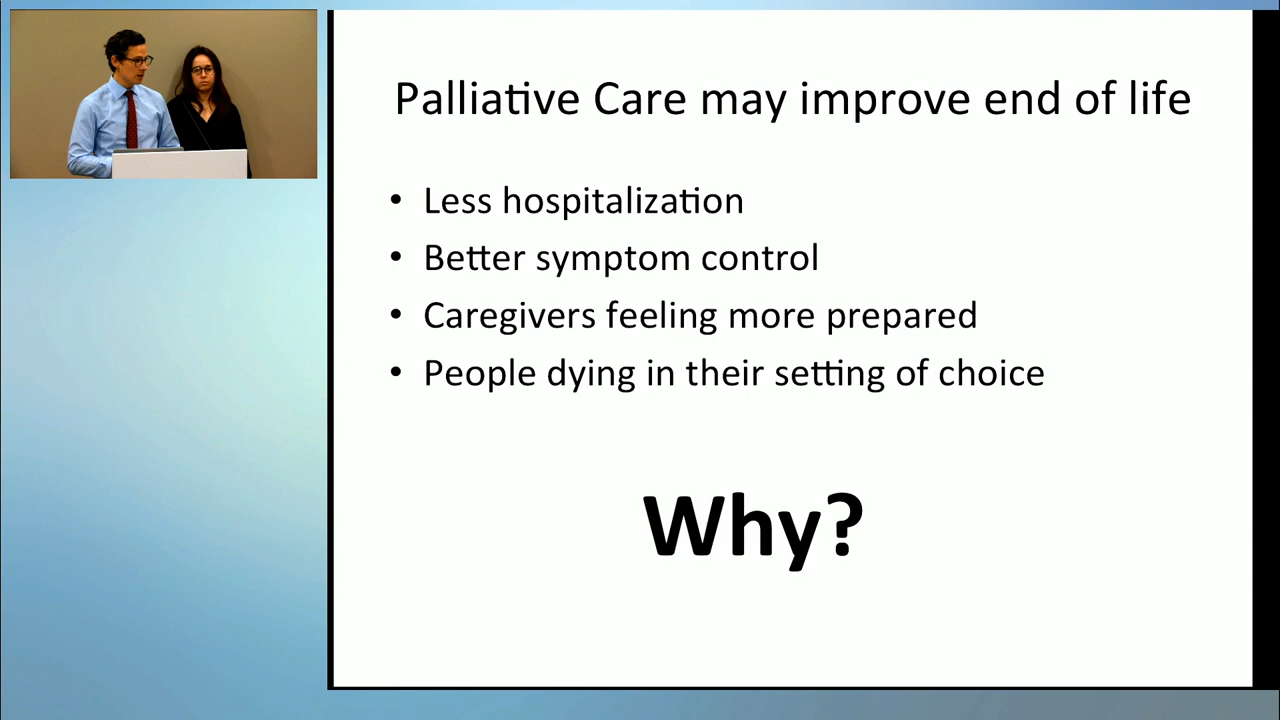 Palliative Care may improve end of life
• Less hospitalization
• Better symptom control
• Caregivers feeling more prepared
• People dying in their setting of choice
Why?